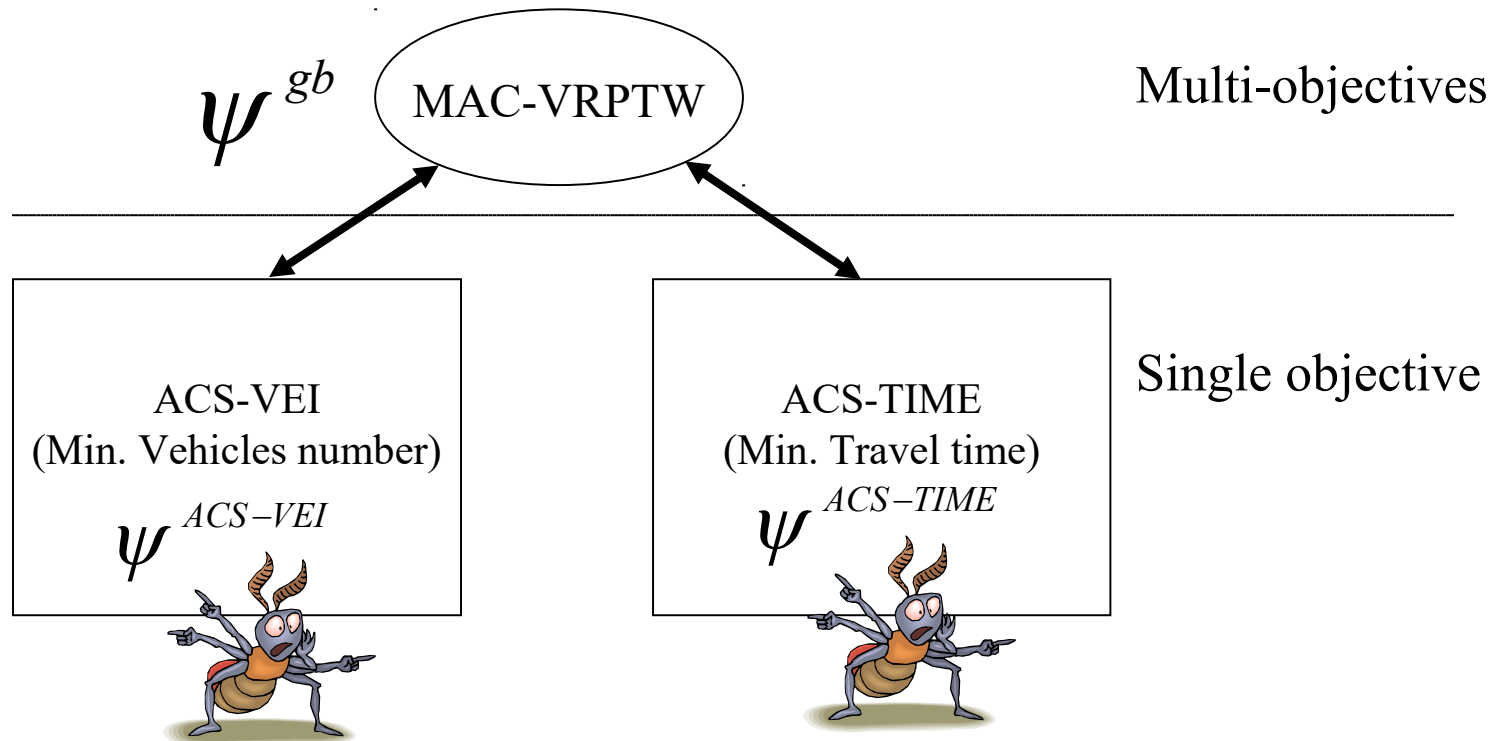 ψ^gb
MAC-VRPTW
Multi-objectives
ACS-VEI
(Min. Vehicles number)
ψ^ACS–VEI
ACS-TIME
(Min. Travel time)
ψ^ACS–TIME
Single objective